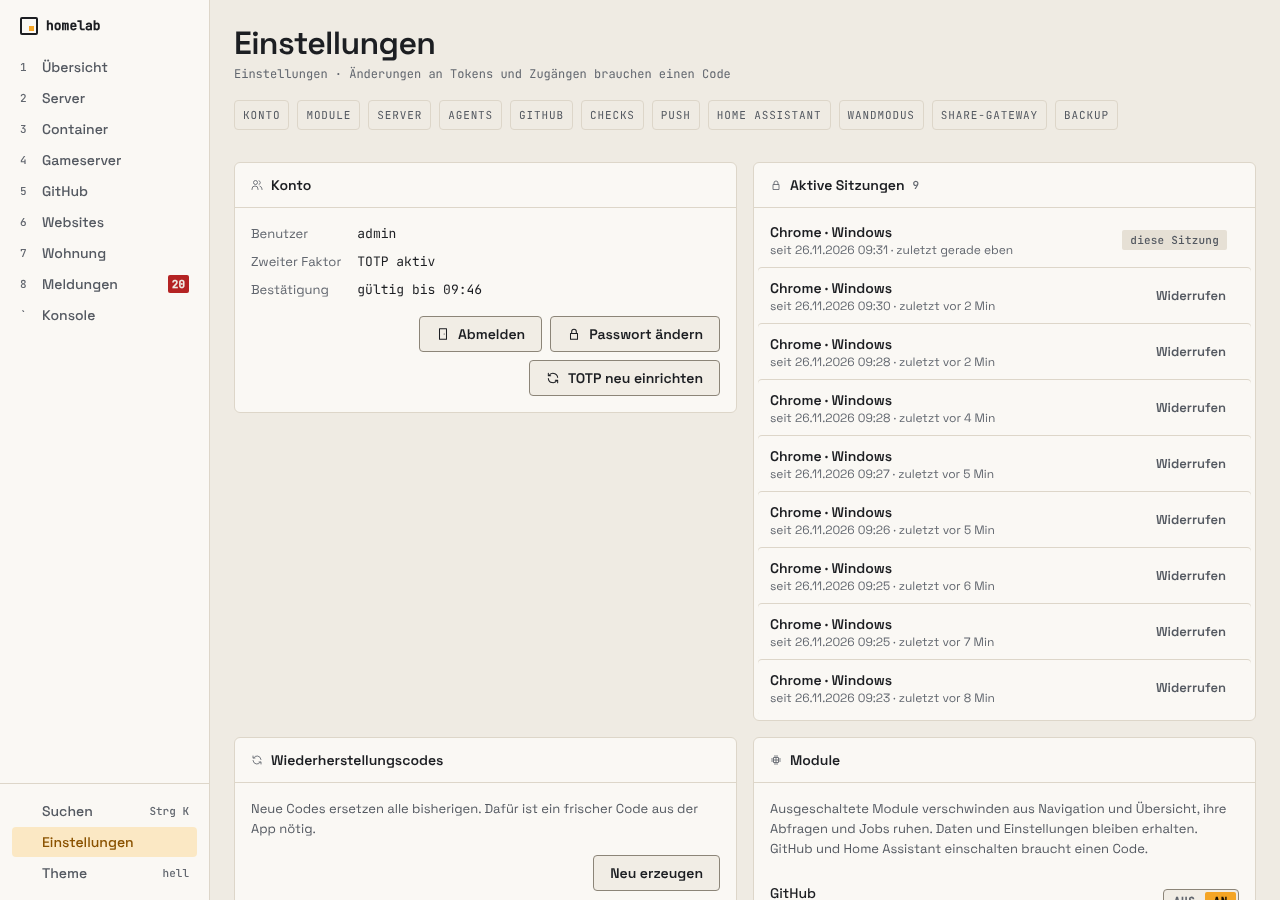 homelab
1 Übersicht
2 Server
3 Container
4 Gameserver
5 GitHub
6 Websites
7 Wohnung
8 Meldungen 20
` Konsole
Suchen Strg K
Einstellungen
Theme hell
Einstellungen
Einstellungen · Änderungen an Tokens und Zugängen brauchen einen Code
KONTO MODULE SERVER AGENTS GITHUB CHECKS PUSH HOME ASSISTANT WANDMODUS SHARE-GATEWAY BACKUP
Konto
Benutzer admin
Zweiter Faktor TOTP aktiv
Bestätigung gültig bis 09:46
Abmelden Passwort ändern
TOTP neu einrichten
Aktive Sitzungen 9
Chrome · Windows
seit 26.11.2026 09:31 · zuletzt gerade eben
diese Sitzung
Chrome · Windows
seit 26.11.2026 09:30 · zuletzt vor 2 Min
Widerrufen
Chrome · Windows
seit 26.11.2026 09:28 · zuletzt vor 2 Min
Widerrufen
Chrome · Windows
seit 26.11.2026 09:28 · zuletzt vor 4 Min
Widerrufen
Chrome · Windows
seit 26.11.2026 09:27 · zuletzt vor 5 Min
Widerrufen
Chrome · Windows
seit 26.11.2026 09:26 · zuletzt vor 5 Min
Widerrufen
Chrome · Windows
seit 26.11.2026 09:25 · zuletzt vor 6 Min
Widerrufen
Chrome · Windows
seit 26.11.2026 09:25 · zuletzt vor 7 Min
Widerrufen
Chrome · Windows
seit 26.11.2026 09:23 · zuletzt vor 8 Min
Widerrufen
Wiederherstellungscodes
Neue Codes ersetzen alle bisherigen. Dafür ist ein frischer Code aus der
App nötig.
Neu erzeugen
Module
Ausgeschaltete Module verschwinden aus Navigation und Übersicht, ihre
Abfragen und Jobs ruhen. Daten und Einstellungen bleiben erhalten.
GitHub und Home Assistant einschalten braucht einen Code.
GitHub
AUS AN